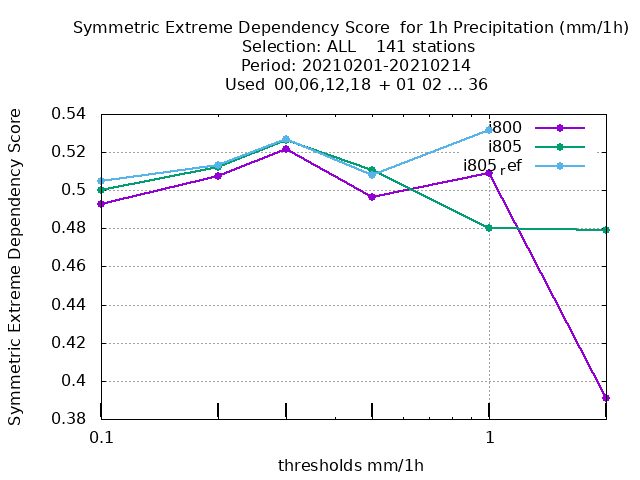 Symmetric Extreme Dependency Score  for 1h Precipitation (mm/1h)
Selection: ALL    141 stations
Period: 20210201-20210214
Used  00,06,12,18  + 01 02 ... 36
Symmetric Extreme Dependency Score
0.54
0.52
0.5
0.48
0.46
0.44
0.42
0.4
0.38
i800
i805
i805ref
0.1
1
thresholds mm/1h